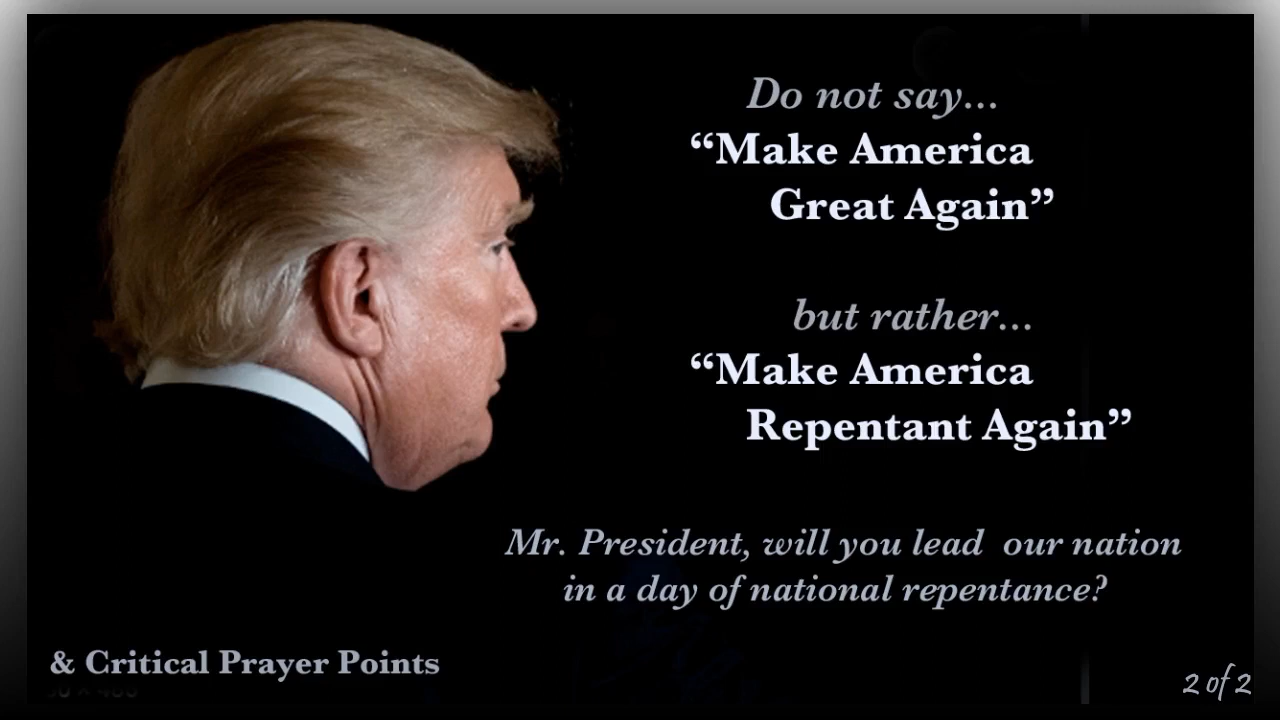 Do not say...
“Make America
Great Again”
but rather...
“Make America
Repentant Again”
Mr. President, will you lead our nation
in a day of national repentance?
& Critical Prayer Points
2 of 2